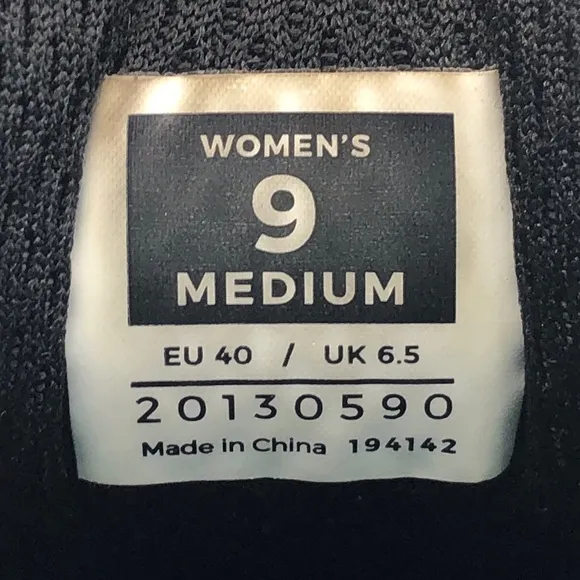 WOMEN'S
9
MEDIUM
EU 40 / UK 6.5
20130590
Made in China 194142